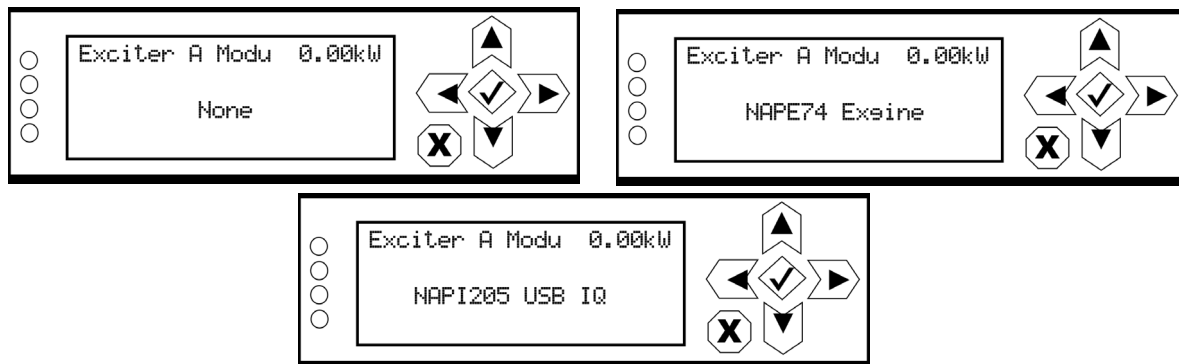 Exciter A Modu 0.00kW
None
Exciter A Modu 0.00kW
NAPE74 Exgine
Exciter A Modu 0.00kW
NAPI205 USB IQ
X
X
X